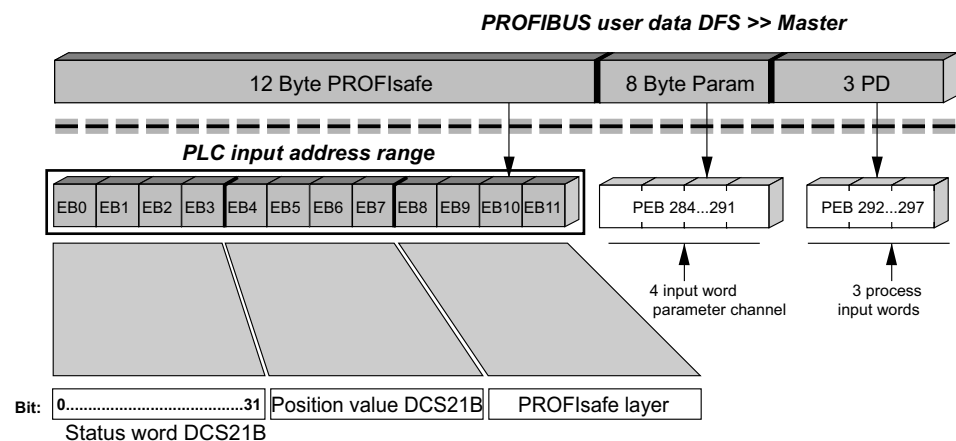 PROFIBUS user data DFS >> Master
12 Byte PROFIsafe 8 Byte Param 3 PD
PLC input address range
EB0 EB1 EB2 EB3 EB4 EB5 EB6 EB7 EB8 EB9 EB10 EB11 PEB 284...291 PEB 292...297
4 input word
parameter channel
3 process
input words
Bit: 0........................................31 Position value DCS21B PROFIsafe layer
Status word DCS21B